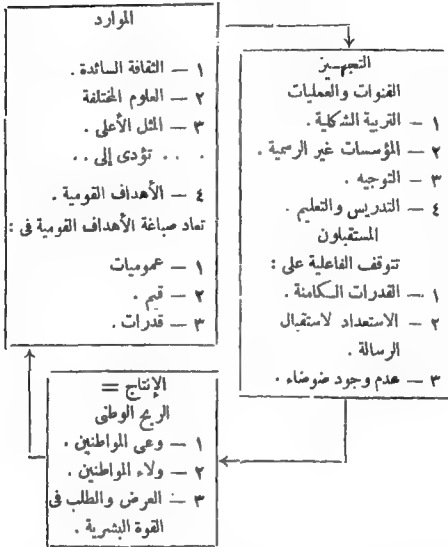 الموارد
١ — الثقافة السائدة .
٢ — العلوم المختلفة
٣ — المثل الأعلى .
. . . تؤدى إلى . .
٤ — الأهداف القومية .
تعاد صياغة الأهداف القومية فى :
١ — عموميات
٢ — قيم .
٣ — قدرات .
التجهيز
القنوات والعمليات
١ — التربية الشكلية .
٢ — المؤسسات غير الرسمية .
٣ — التوجيه .
٤ — التدريس والتعليم .
المستقبلون
تتوقف الفاعلية على :
١ — القدرات الكامنة .
٢ — الاستعداد لاستقبال
الرسالة .
٣ — عدم وجود ضوضاء .
الإنتاج =
الربح الوطنى
١ — وعى المواطنين .
٢ — ولاء المواطنين .
٣ — العرض والطلب فى
القوة البشرية .